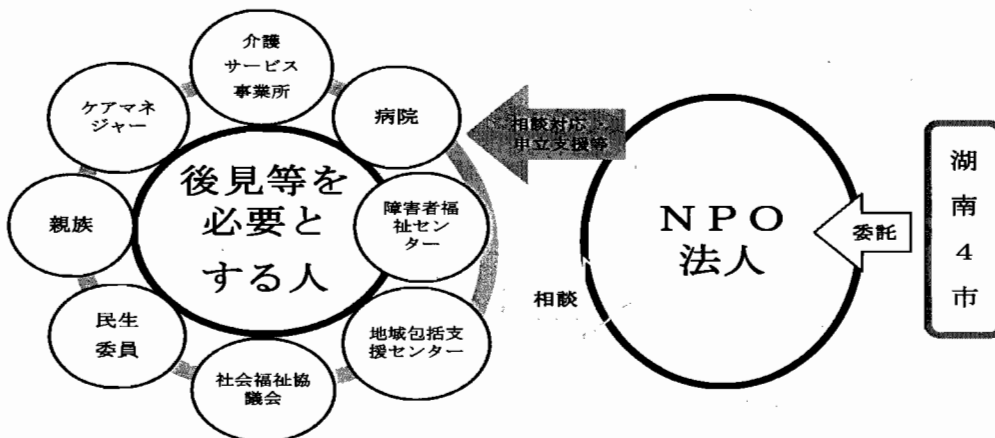 介護
サービス
事業所
病院
ケアマネ
ジャー
後見等を
必要と
する人
親族
障害者福
祉セン
ター
民生
委員
地域包括支
援センター
社会福祉協
議会
相談対応・
申立支援等
相談
NPO
法人
委託
湖
南
4
市